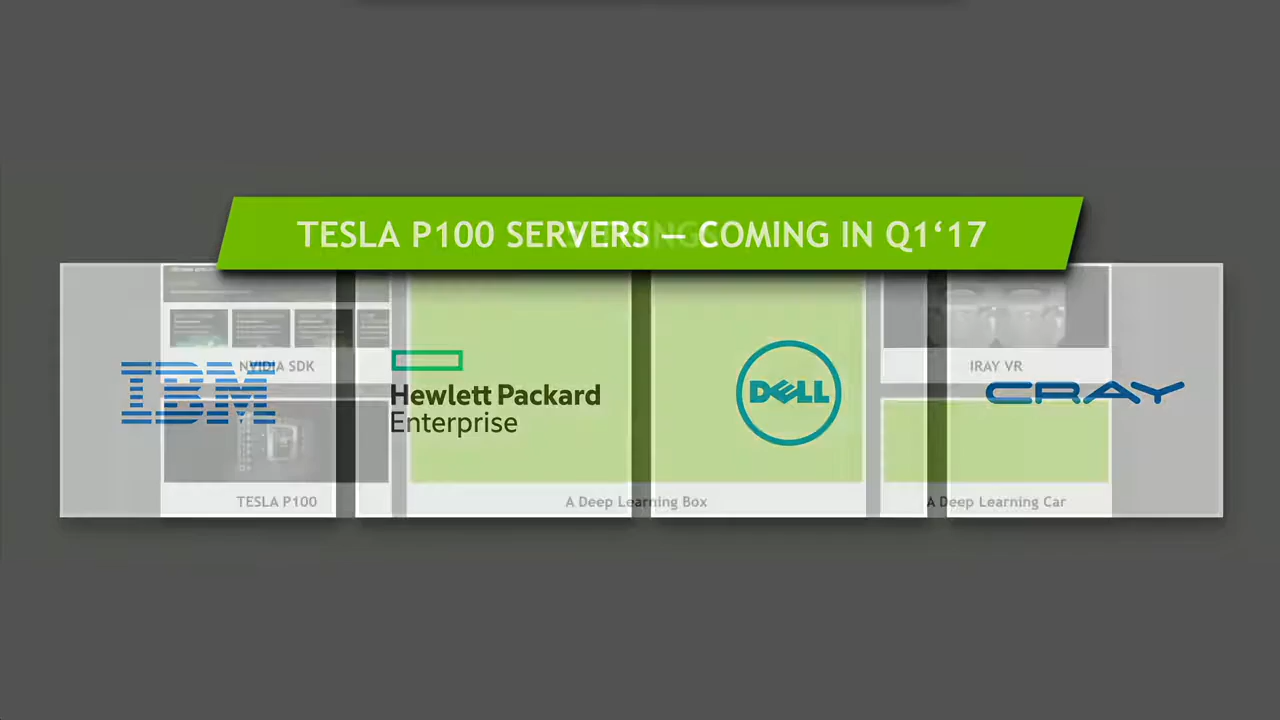 TESLA P100 SERVERS — COMING IN Q1‘17
NVIDIA SDK
IRAY VR
IBM
Hewlett Packard
Enterprise
DELL
CRAY
TESLA P100
A Deep Learning Box
A Deep Learning Car